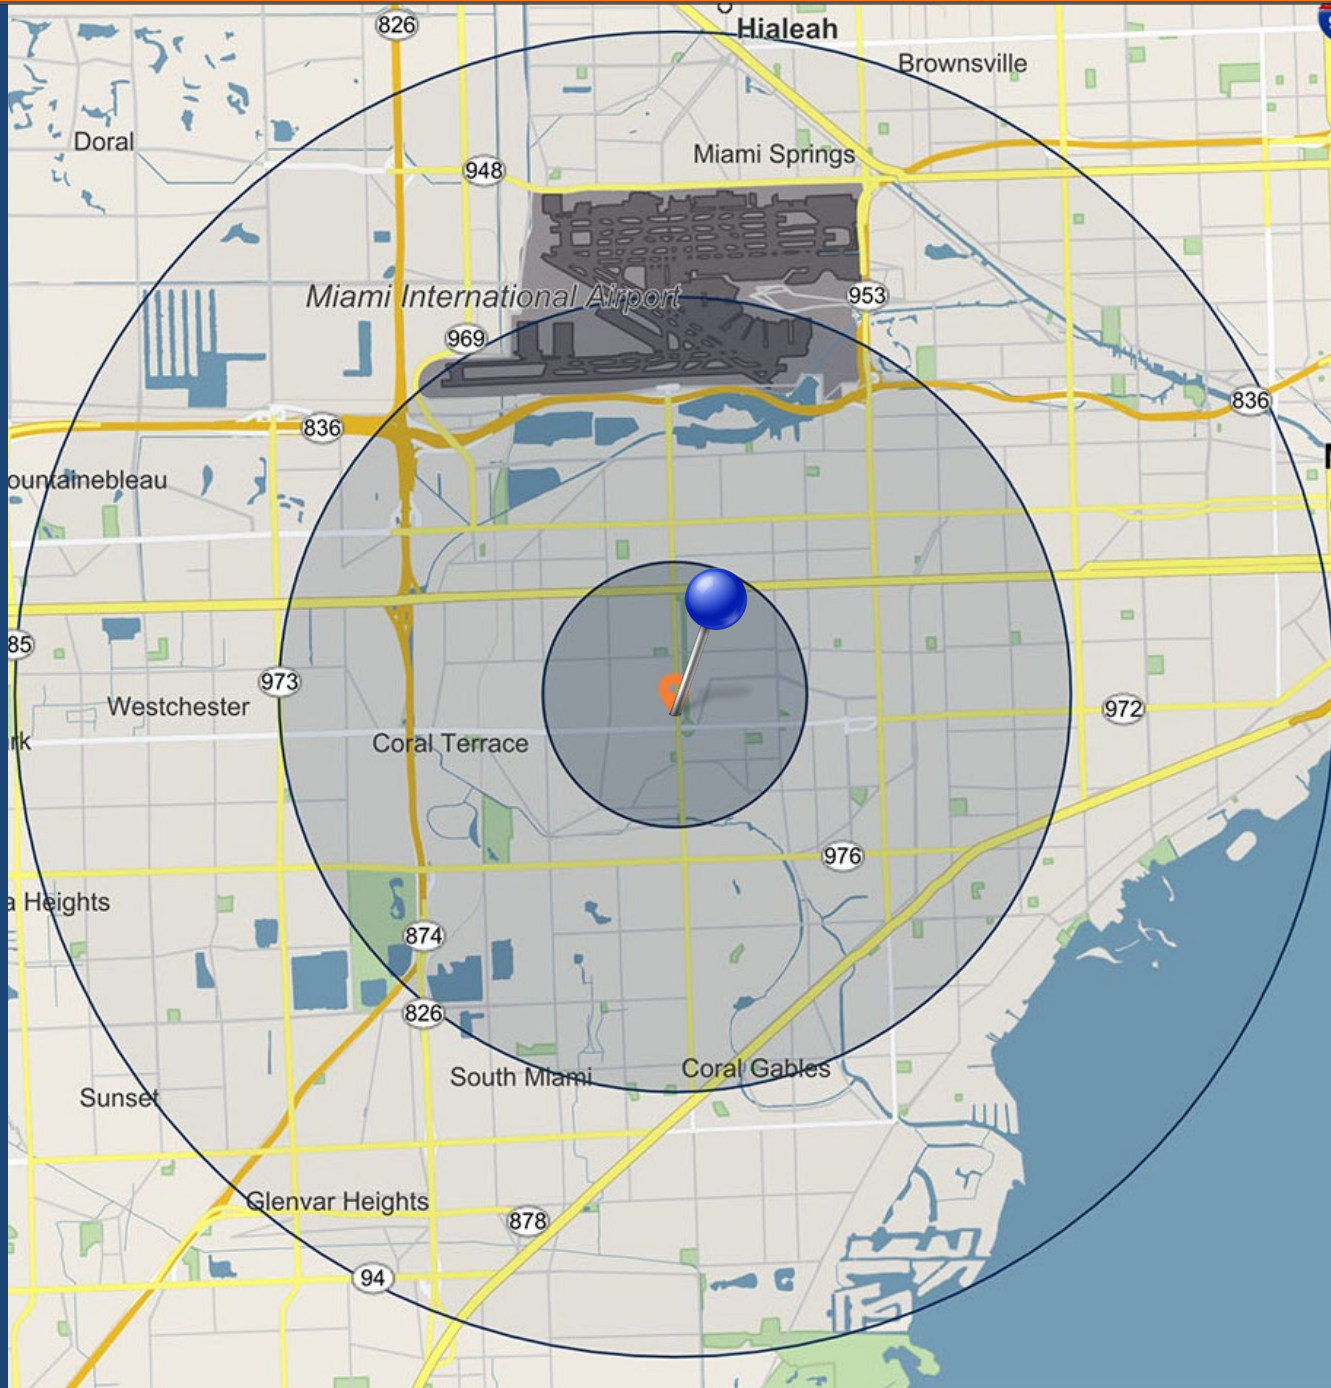 826
Hialeah
Brownsville
Doral
Miami Springs
948
Miami International Airport
953
969
836
836
ountainebleau
85
973
Westchester
972
rk
Coral Terrace
976
a Heights
874
826
Coral Gables
South Miami
Sunset
Glenvar Heights
878
94